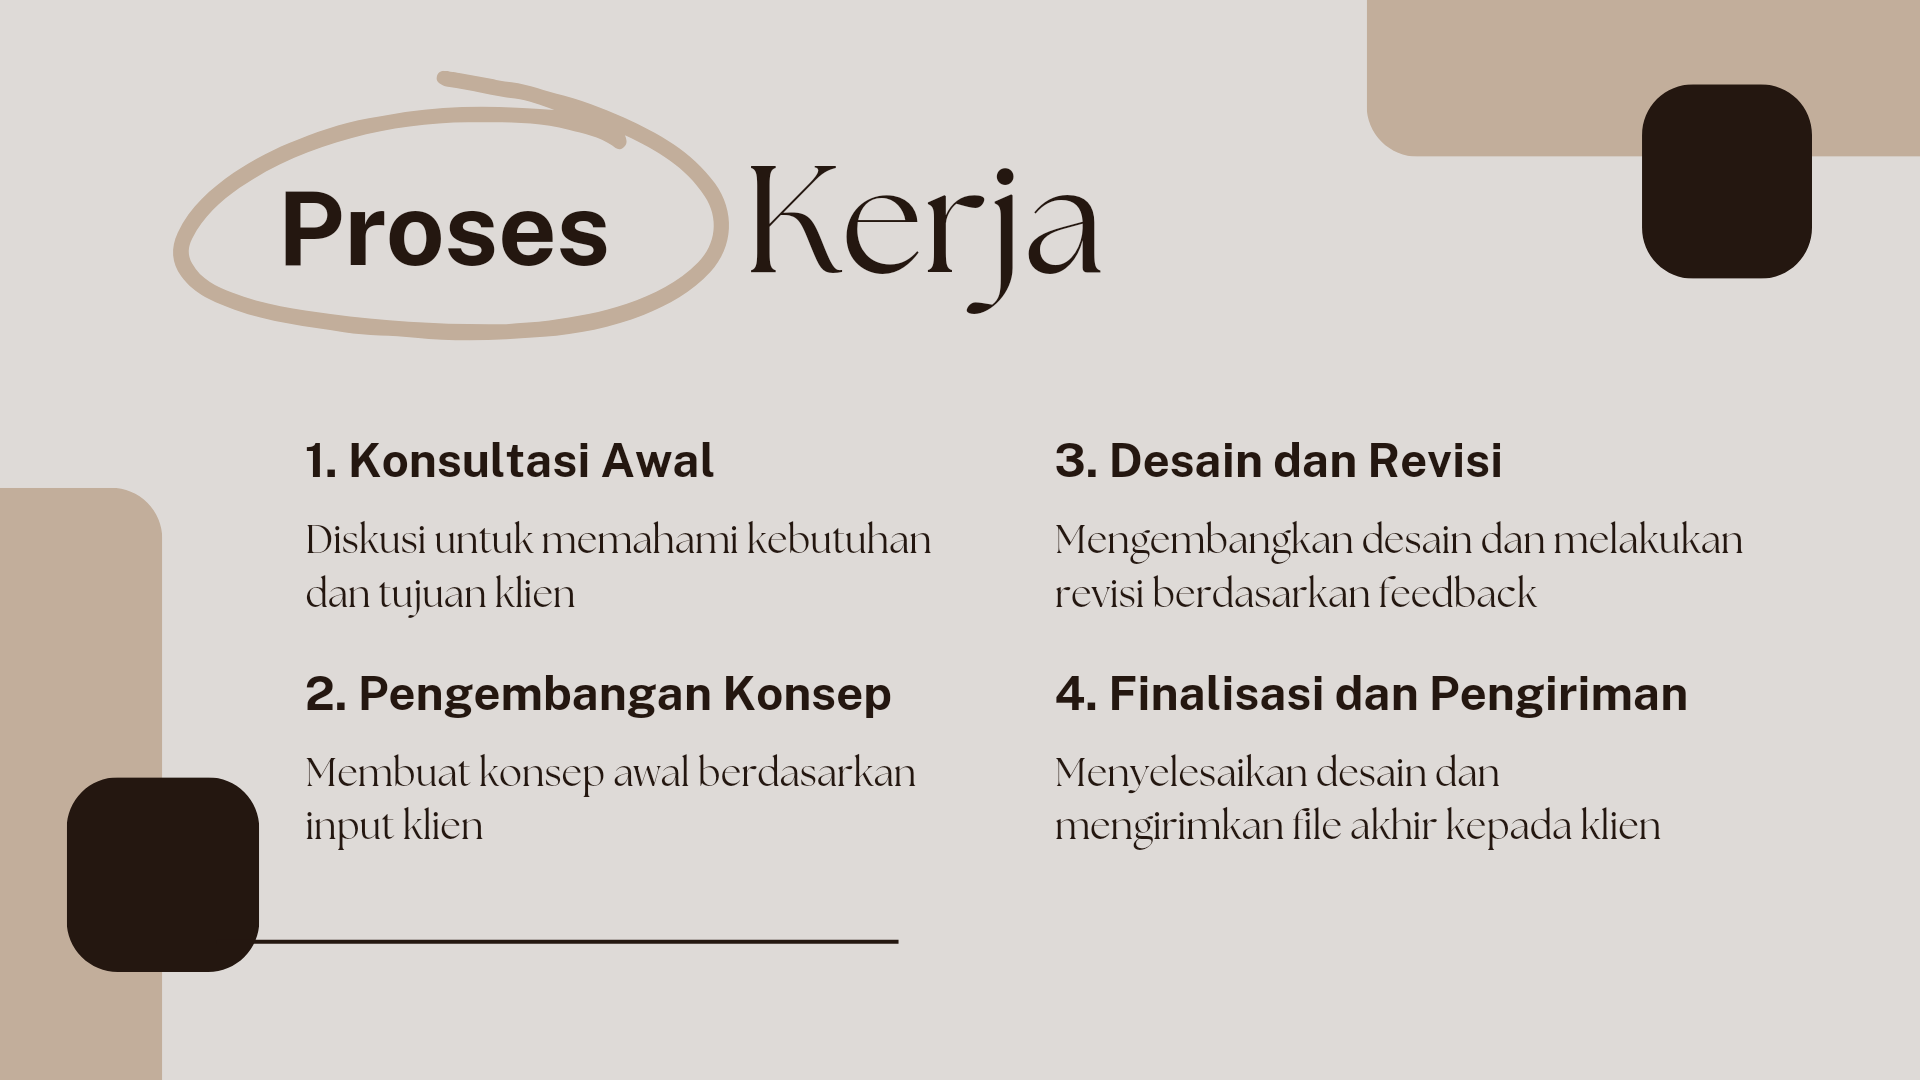 Proses Kerja
1. Konsultasi Awal
Diskusi untuk memahami kebutuhan
dan tujuan klien
2. Pengembangan Konsep
Membuat konsep awal berdasarkan
input klien
3. Desain dan Revisi
Mengembangkan desain dan melakukan
revisi berdasarkan feedback
4. Finalisasi dan Pengiriman
Menyelesaikan desain dan
mengirimkan file akhir kepada klien